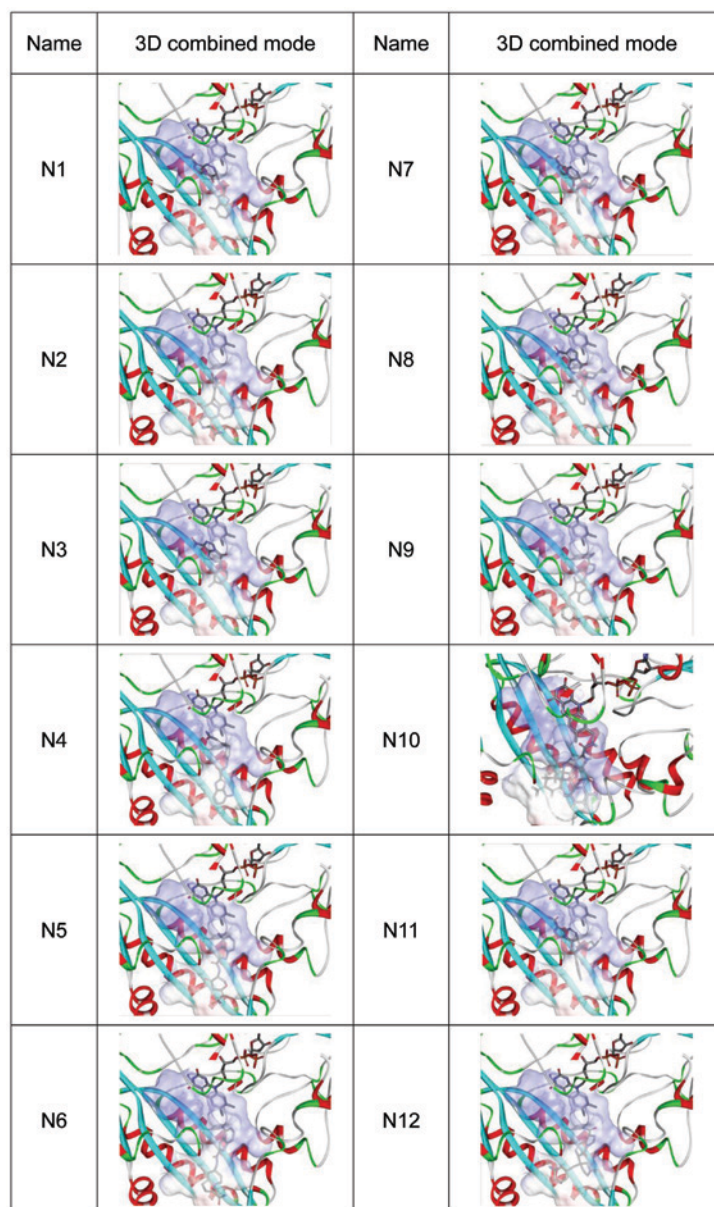 Name 3D combined mode Name 3D combined mode
N1 N7
N2 N8
N3 N9
N4 N10
N5 N11
N6 N12